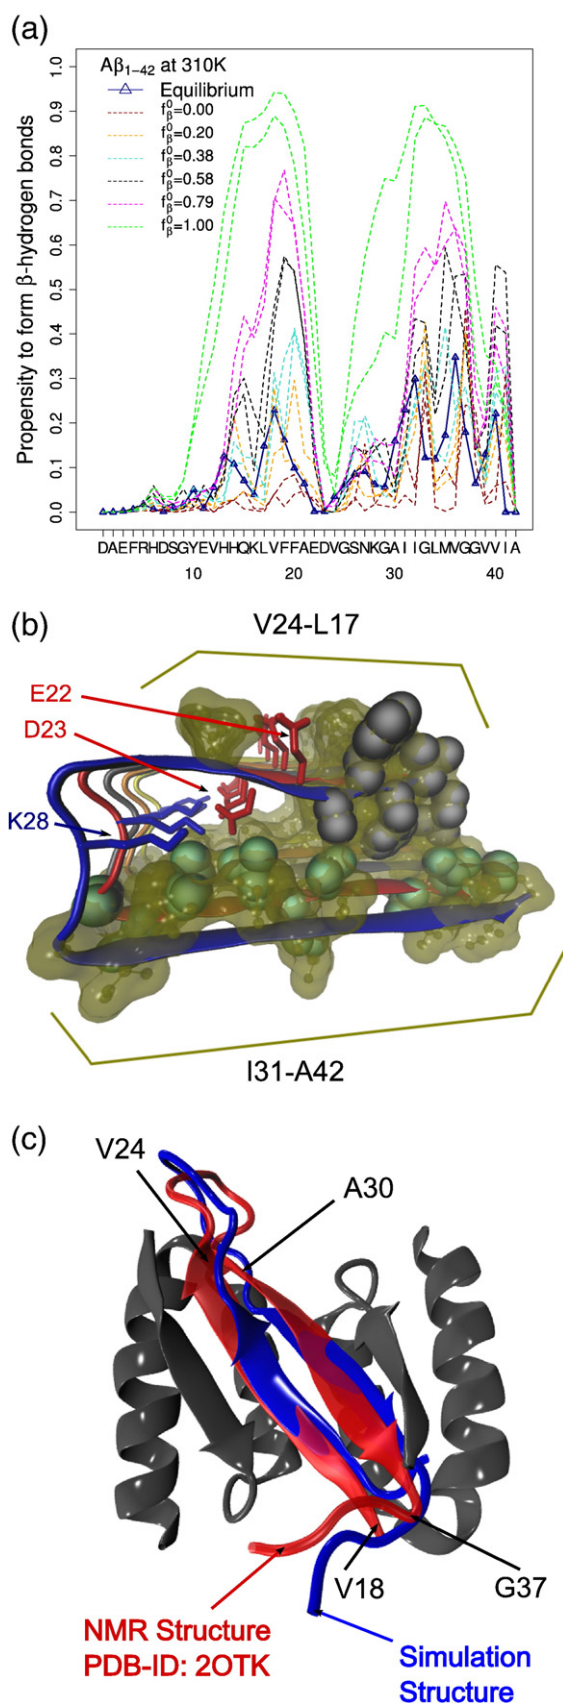 (a)
1.0
0.9
0.8
0.7
0.6
0.5
0.4
0.3
0.2
0.1
0.0
Propensity to form β-hydrogen bonds
Aβ₁₋₄₂ at 310K
Equilibrium
f⁰β=0.00
f⁰β=0.20
f⁰β=0.38
f⁰β=0.58
f⁰β=0.79
f⁰β=1.00
DAEFRHDSGYEVHHQKLVFFAEDVGSNKGAIIGLMVGGVVIA
10 20 30 40
(b)
V24-L17
E22
D23
K28
I31-A42
(c)
V24
A30
V18
G37
NMR Structure
PDB-ID: 2OTK
Simulation
Structure